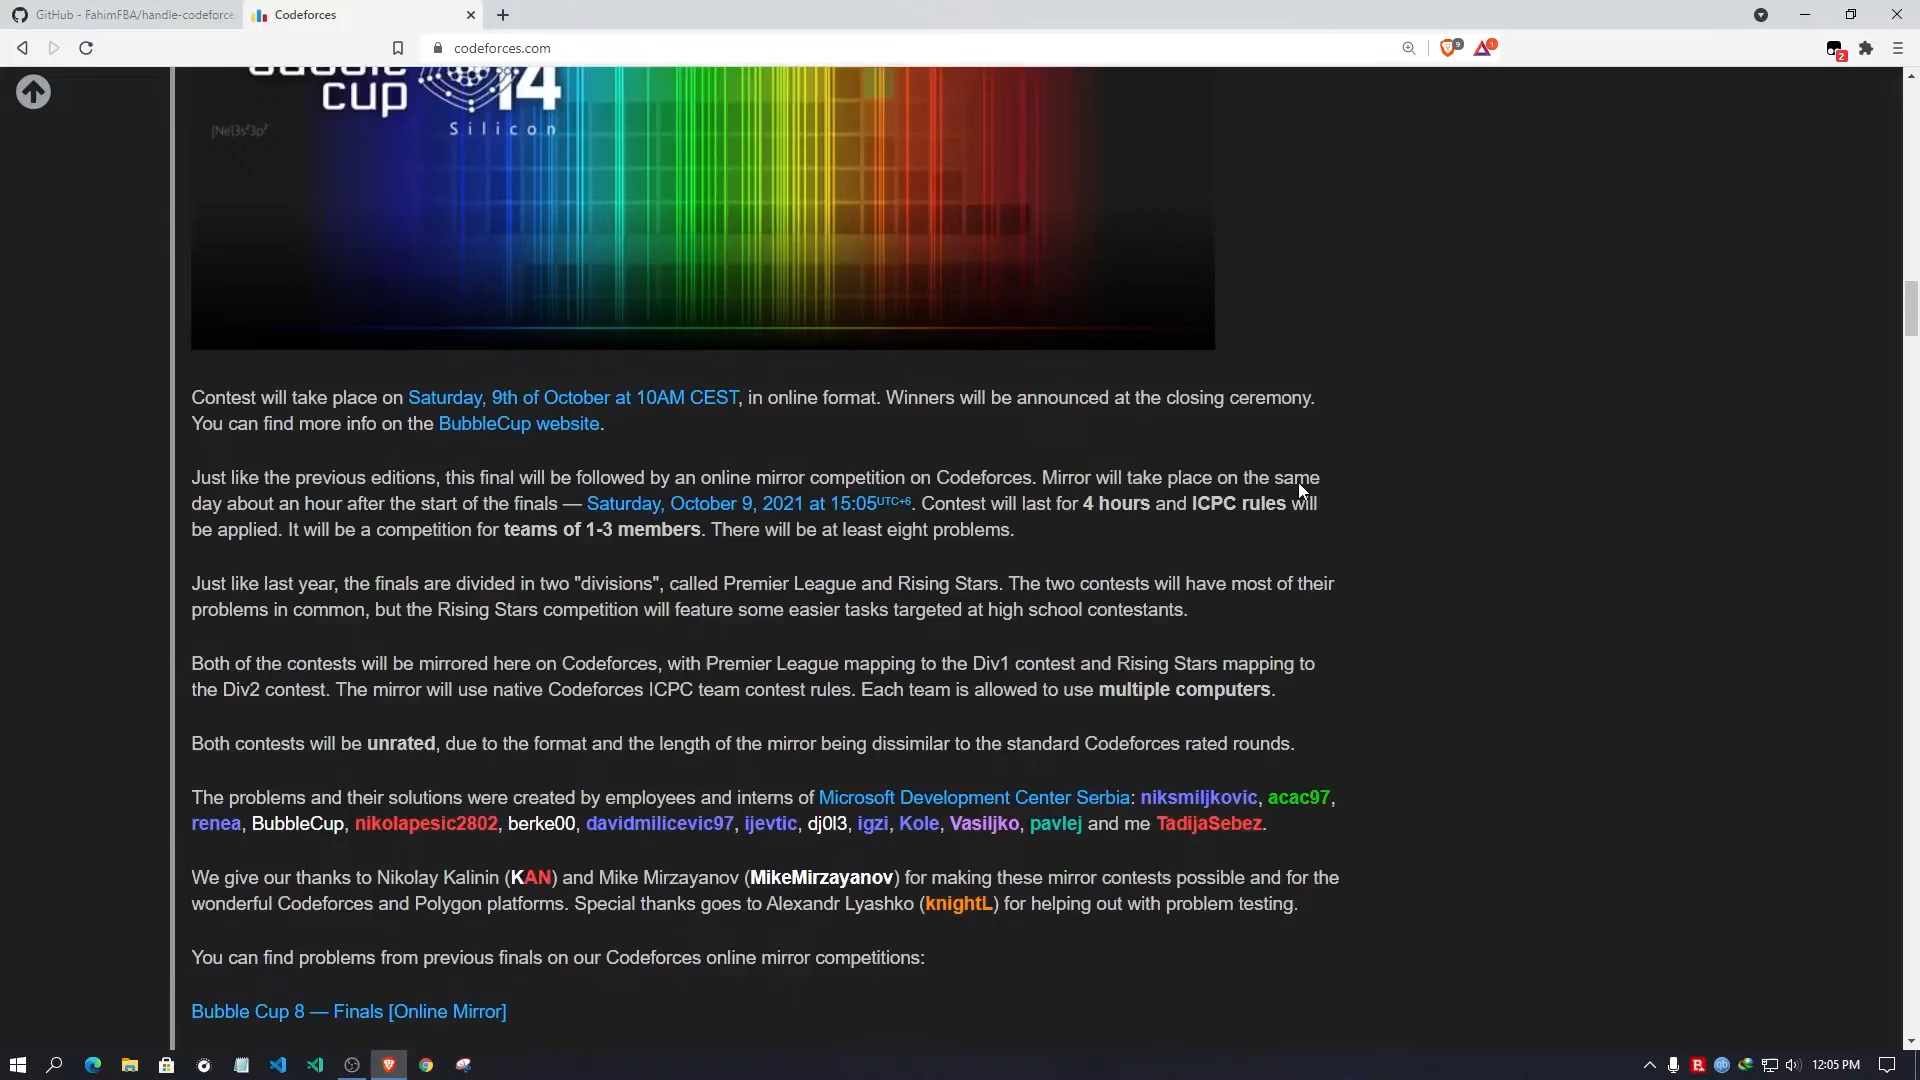 GitHub - FahimFBA/handle-codeforce
Codeforces
codeforces.com
9
1
2
cup
14
Silicon
Contest will take place on Saturday, 9th of October at 10AM CEST, in online format. Winners will be announced at the closing ceremony.
You can find more info on the BubbleCup website.
Just like the previous editions, this final will be followed by an online mirror competition on Codeforces. Mirror will take place on the same
day about an hour after the start of the finals — Saturday, October 9, 2021 at 15:05UTC+6. Contest will last for 4 hours and ICPC rules will
be applied. It will be a competition for teams of 1-3 members. There will be at least eight problems.
Just like last year, the finals are divided in two "divisions", called Premier League and Rising Stars. The two contests will have most of their
problems in common, but the Rising Stars competition will feature some easier tasks targeted at high school contestants.
Both of the contests will be mirrored here on Codeforces, with Premier League mapping to the Div1 contest and Rising Stars mapping to
the Div2 contest. The mirror will use native Codeforces ICPC team contest rules. Each team is allowed to use multiple computers.
Both contests will be unrated, due to the format and the length of the mirror being dissimilar to the standard Codeforces rated rounds.
The problems and their solutions were created by employees and interns of Microsoft Development Center Serbia: niksmiljkovic, acac97,
renea, BubbleCup, nikolapesic2802, berke00, davidmilicevic97, ijevtic, dj0l3, igzi, Kole, Vasiljko, pavlej and me TadijaSebez.
We give our thanks to Nikolay Kalinin (KAN) and Mike Mirzayanov (MikeMirzayanov) for making these mirror contests possible and for the
wonderful Codeforces and Polygon platforms. Special thanks goes to Alexandr Lyashko (knightL) for helping out with problem testing.
You can find problems from previous finals on our Codeforces online mirror competitions:
Bubble Cup 8 — Finals [Online Mirror]
12:05 PM